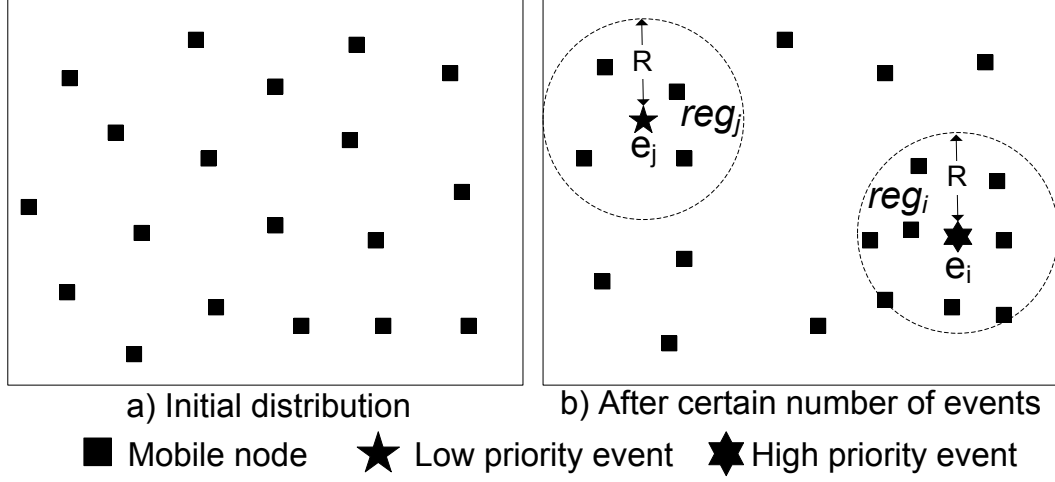 R
reg_j
e_j
R
reg_i
e_i
a) Initial distribution
b) After certain number of events
Mobile node
Low priority event
High priority event